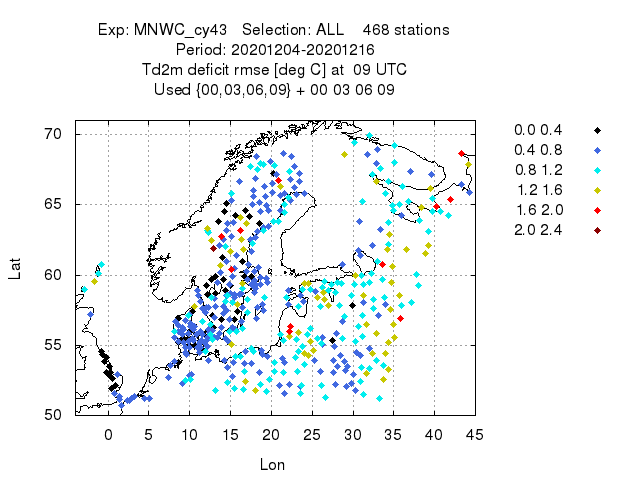 Exp: MNWC_cy43 Selection: ALL 468 stations
Period: 20201204-20201216
Td2m deficit rmse [deg C] at 09 UTC
Used {00,03,06,09} + 00 03 06 09
0.0 0.4
0.4 0.8
0.8 1.2
1.2 1.6
1.6 2.0
2.0 2.4
70
65
60
55
50
Lat
0 5 10 15 20 25 30 35 40 45
Lon